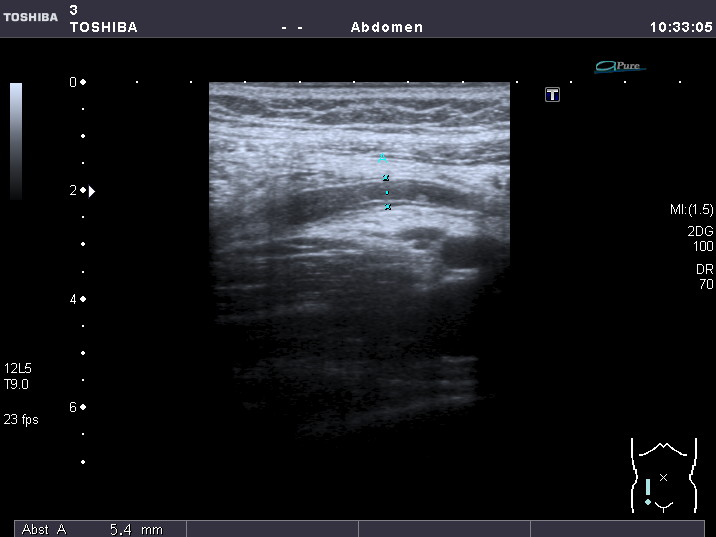 TOSHIBA
3
TOSHIBA
- -
Abdomen
10:33:05
Pure
T
0
2
4
6
MI:(1.5)
2DG
100
DR
70
12L5
T9.0
23 fps
Abst A 5.4 mm